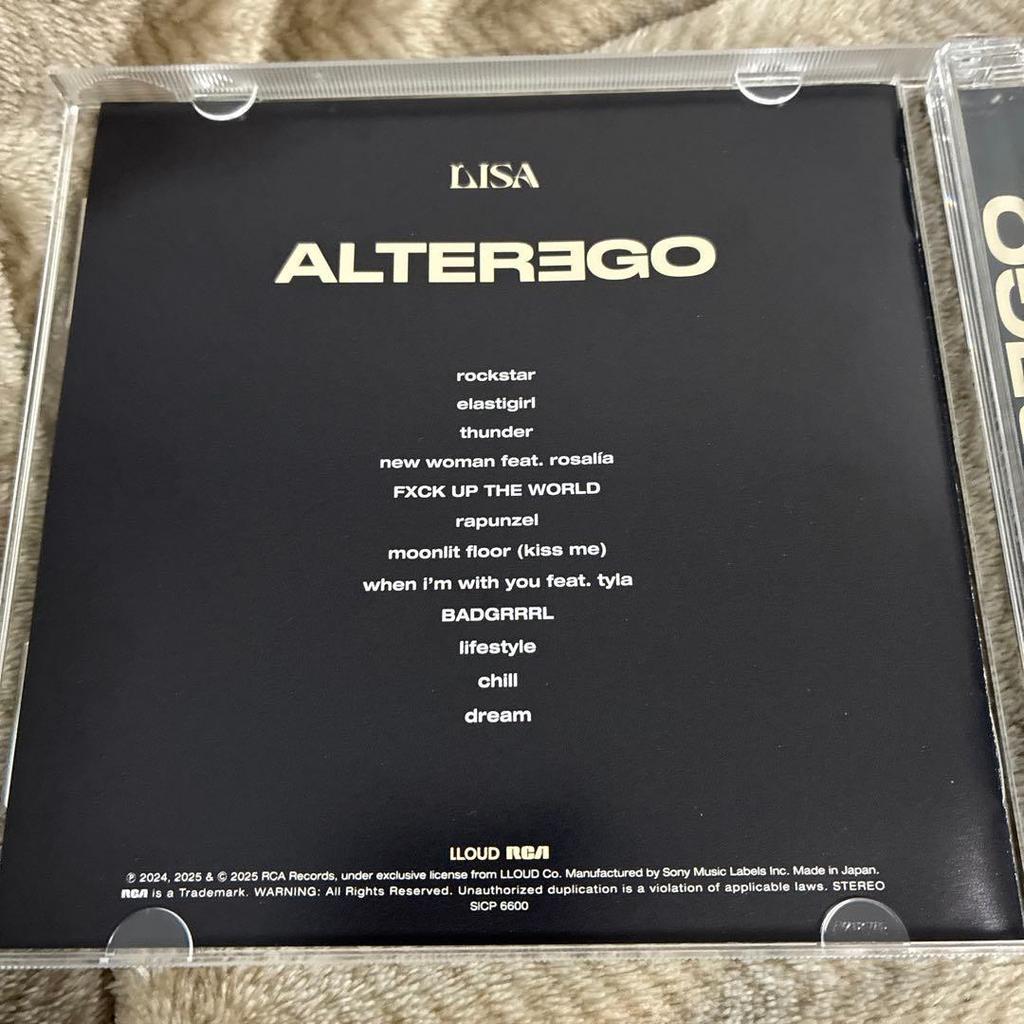 LISA
ALTERƎGO
rockstar
elastigirl
thunder
new woman feat. rosalía
FXCK UP THE WORLD
rapunzel
moonlit floor (kiss me)
when i'm with you feat. tyla
BADGRRRL
lifestyle
chill
dream
LLOUD RCA
℗ 2024, 2025 & © 2025 RCA Records, under exclusive license from LLOUD Co. Manufactured by Sony Music Labels Inc. Made in Japan.
RCA is a Trademark. WARNING: All Rights Reserved. Unauthorized duplication is a violation of applicable laws. STEREO
SICP 6600